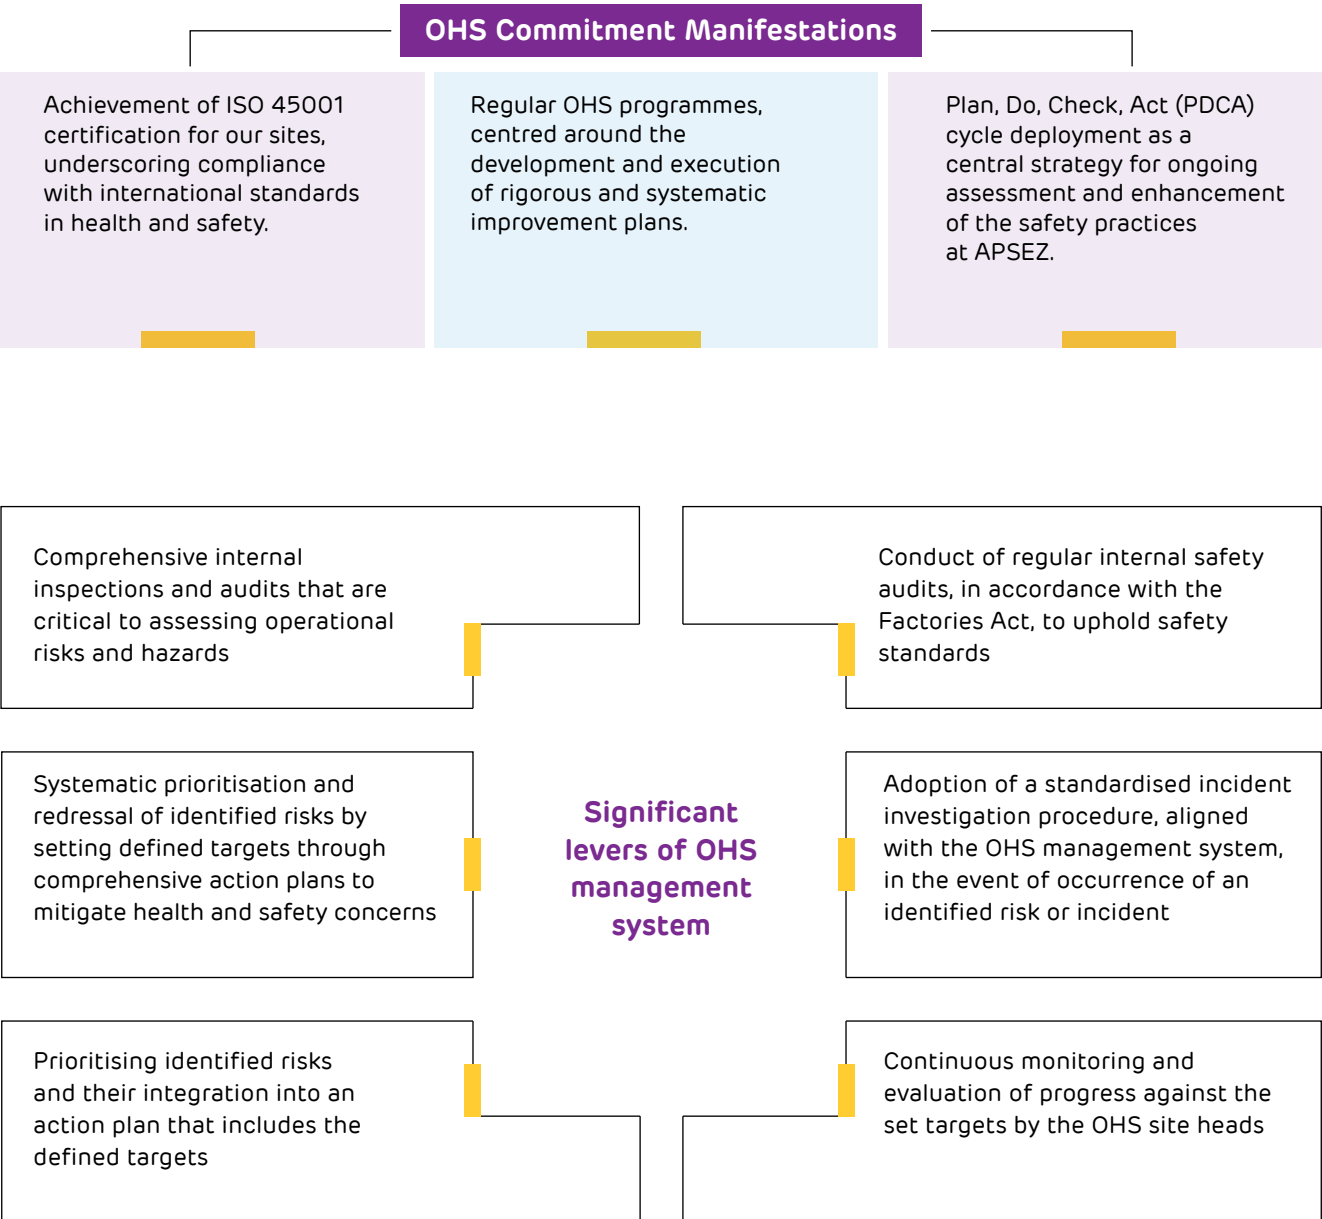 OHS Commitment Manifestations
Achievement of ISO 45001
certification for our sites,
underscoring compliance
with international standards
in health and safety.
Regular OHS programmes,
centred around the
development and execution
of rigorous and systematic
improvement plans.
Plan, Do, Check, Act (PDCA)
cycle deployment as a
central strategy for ongoing
assessment and enhancement
of the safety practices
at APSEZ.
Comprehensive internal
inspections and audits that are
critical to assessing operational
risks and hazards
Conduct of regular internal safety
audits, in accordance with the
Factories Act, to uphold safety
standards
Systematic prioritisation and
redressal of identified risks by
setting defined targets through
comprehensive action plans to
mitigate health and safety concerns
Significant
levers of OHS
management
system
Adoption of a standardised incident
investigation procedure, aligned
with the OHS management system,
in the event of occurrence of an
identified risk or incident
Prioritising identified risks
and their integration into an
action plan that includes the
defined targets
Continuous monitoring and
evaluation of progress against the
set targets by the OHS site heads